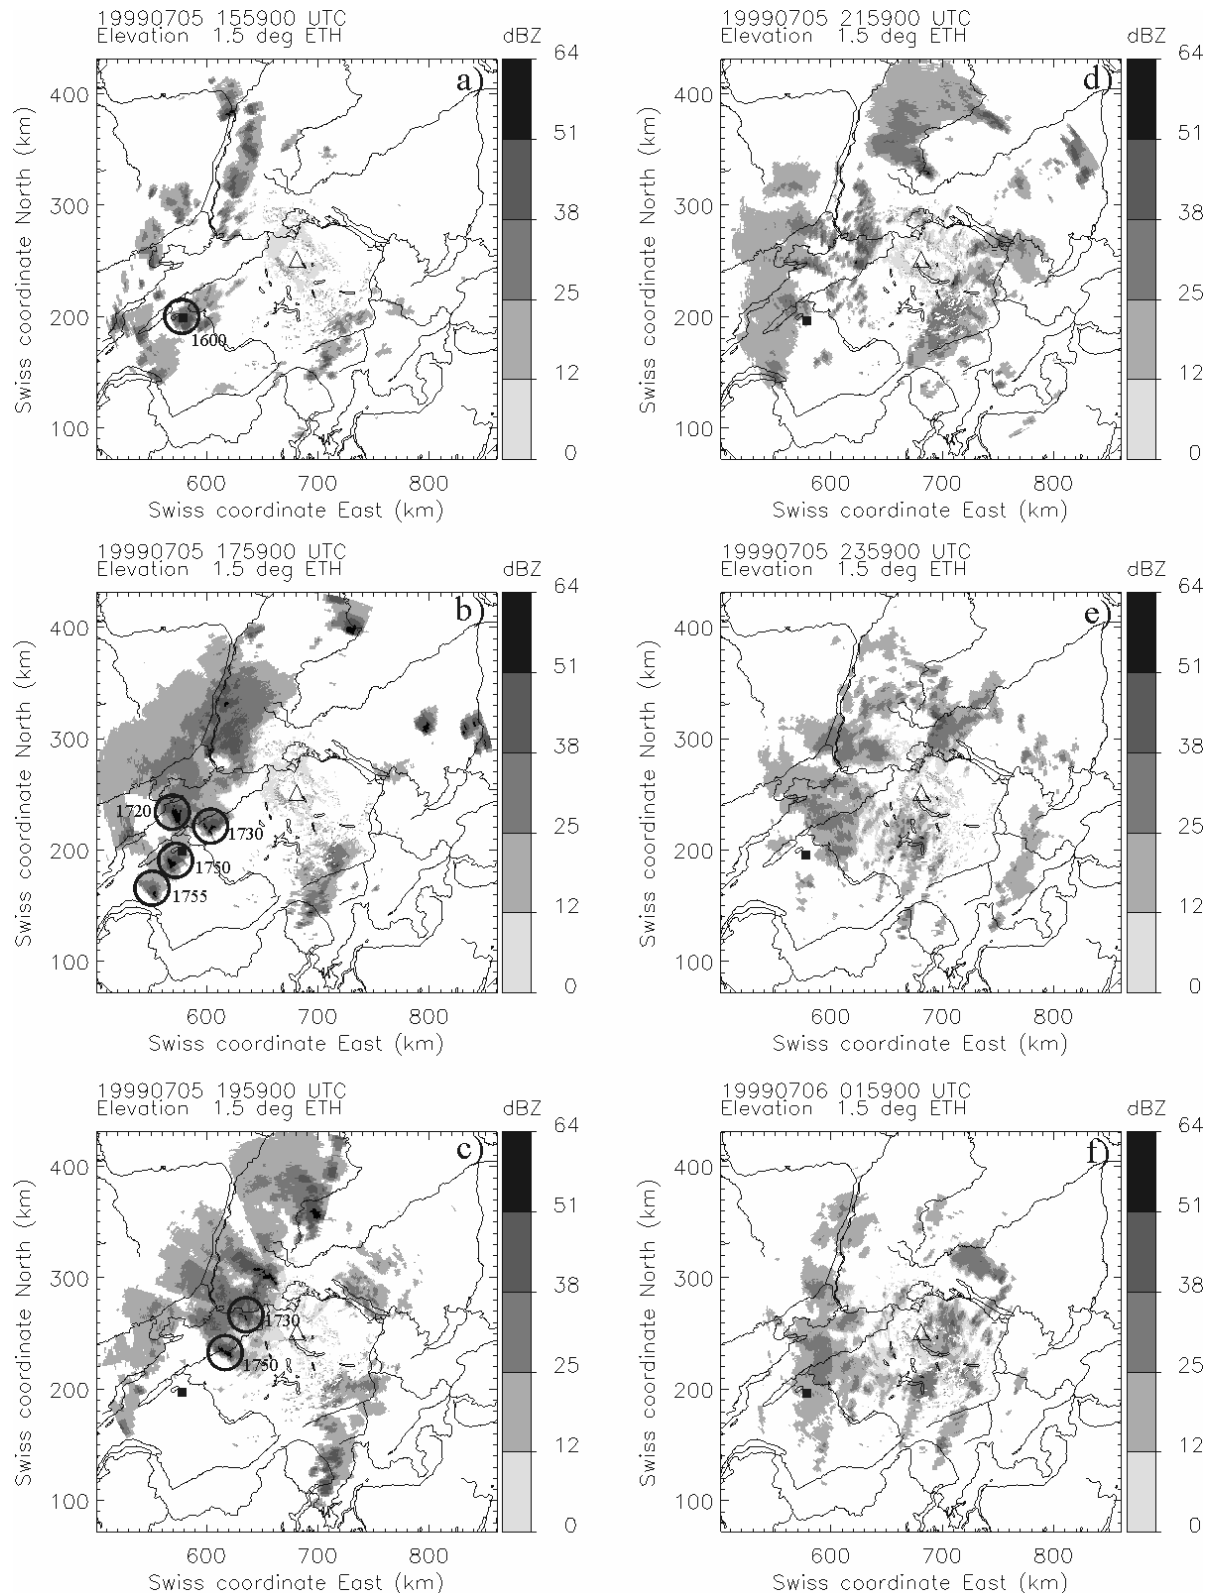 19990705 155900 UTC
Elevation 1.5 deg ETH
dBZ
a)
64
51
38
25
12
0
400
300
200
100
Swiss coordinate North (km)
1600
600 700 800
Swiss coordinate East (km)
19990705 215900 UTC
Elevation 1.5 deg ETH
dBZ
d)
64
51
38
25
12
0
400
300
200
100
Swiss coordinate North (km)
600 700 800
Swiss coordinate East (km)
19990705 175900 UTC
Elevation 1.5 deg ETH
dBZ
b)
64
51
38
25
12
0
400
300
200
100
Swiss coordinate North (km)
1720
1730
1750
1755
600 700 800
Swiss coordinate East (km)
19990705 235900 UTC
Elevation 1.5 deg ETH
dBZ
e)
64
51
38
25
12
0
400
300
200
100
Swiss coordinate North (km)
600 700 800
Swiss coordinate East (km)
19990705 195900 UTC
Elevation 1.5 deg ETH
dBZ
c)
64
51
38
25
12
0
400
300
200
100
Swiss coordinate North (km)
1730
1750
600 700 800
Swiss coordinate East (km)
19990706 015900 UTC
Elevation 1.5 deg ETH
dBZ
f)
64
51
38
25
12
0
400
300
200
100
Swiss coordinate North (km)
600 700 800
Swiss coordinate East (km)